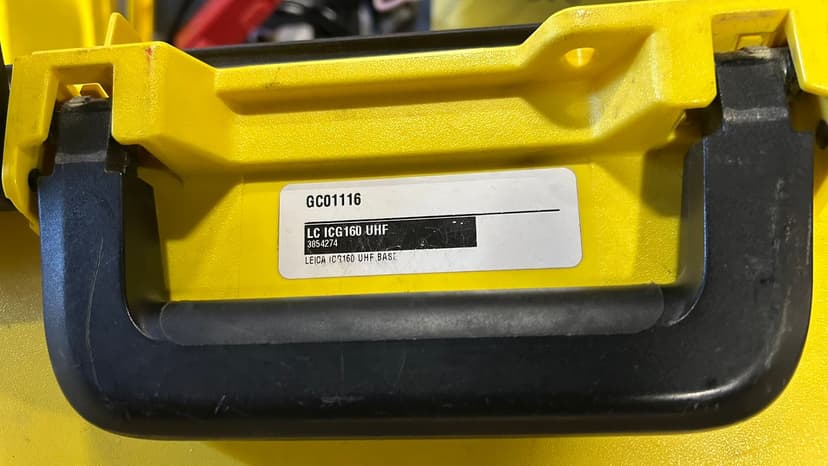 GC01116
LC ICG160 UHF
3854274
LEICA ICG160 UHF BASE